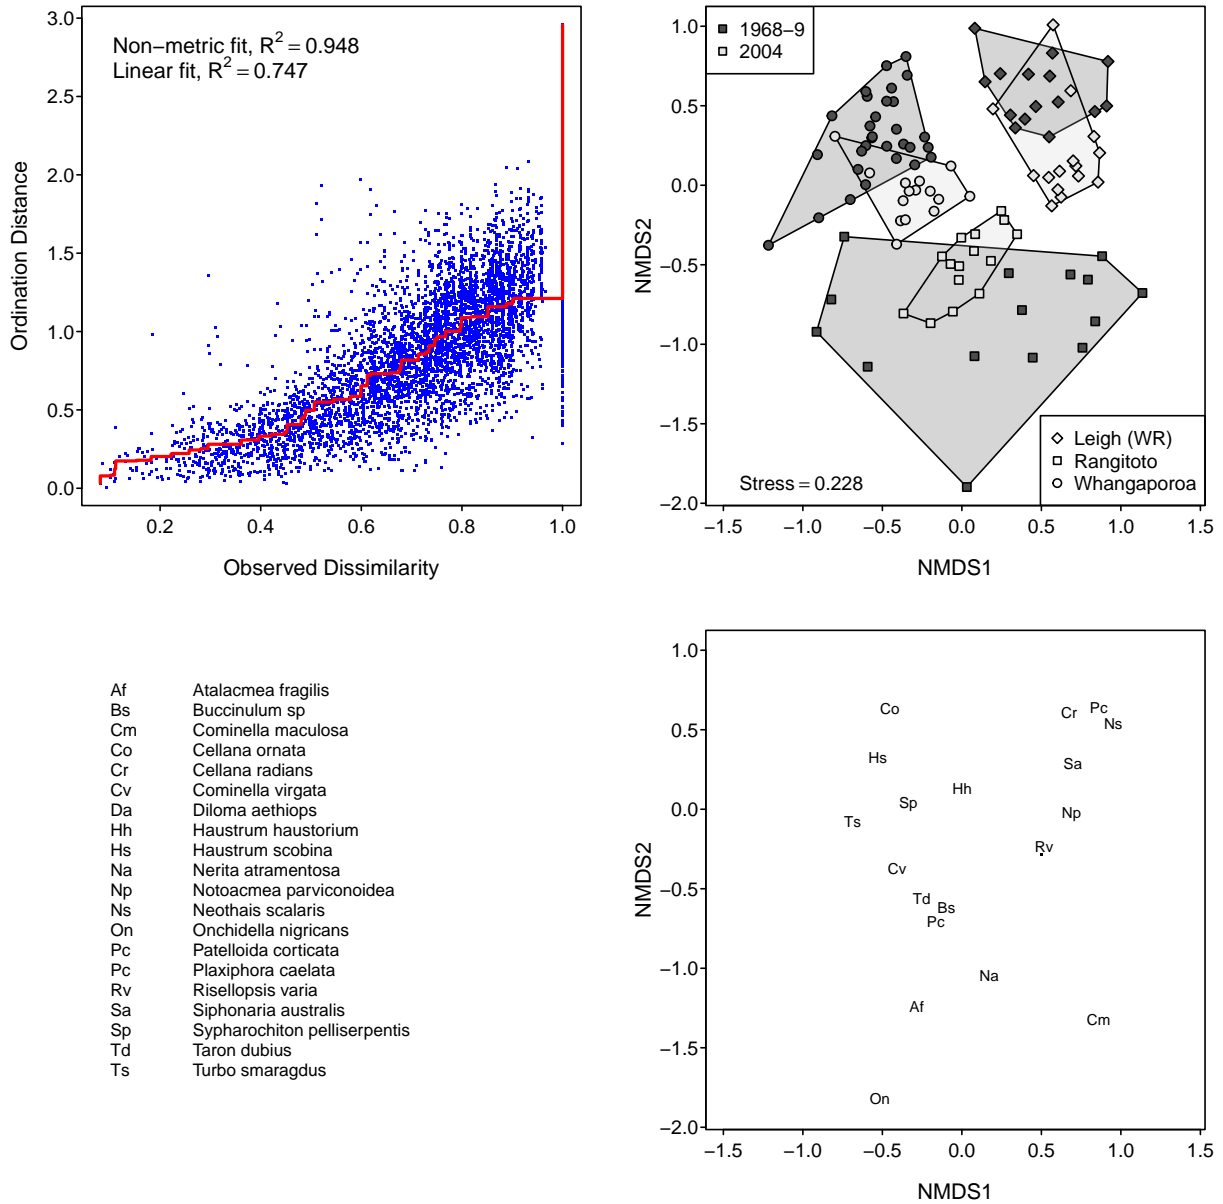 Non−metric fit, R² = 0.948
Linear fit, R² = 0.747
3.0
2.5
2.0
1.5
1.0
0.5
0.0
Ordination Distance
0.2 0.4 0.6 0.8 1.0
Observed Dissimilarity
1968−9
2004
1.0
0.5
0.0
−0.5
−1.0
−1.5
−2.0
NMDS2
Leigh (WR)
Rangitoto
Whangaporoa
Stress = 0.228
−1.5 −1.0 −0.5 0.0 0.5 1.0 1.5
NMDS1
Af Atalacmea fragilis
Bs Buccinulum sp
Cm Cominella maculosa
Co Cellana ornata
Cr Cellana radians
Cv Cominella virgata
Da Diloma aethiops
Hh Haustrum haustorium
Hs Haustrum scobina
Na Nerita atramentosa
Np Notoacmea parviconoidea
Ns Neothais scalaris
On Onchidella nigricans
Pc Patelloida corticata
Pc Plaxiphora caelata
Rv Risellopsis varia
Sa Siphonaria australis
Sp Sypharochiton pelliserpentis
Td Taron dubius
Ts Turbo smaragdus
1.0
0.5
0.0
−0.5
−1.0
−1.5
−2.0
NMDS2
Co
Cr
Pc
Ns
Hs
Sa
Hh
Sp
Np
Ts
Rv
Cv
Td
Bs
Pc
Na
Af
Cm
On
−1.5 −1.0 −0.5 0.0 0.5 1.0 1.5
NMDS1